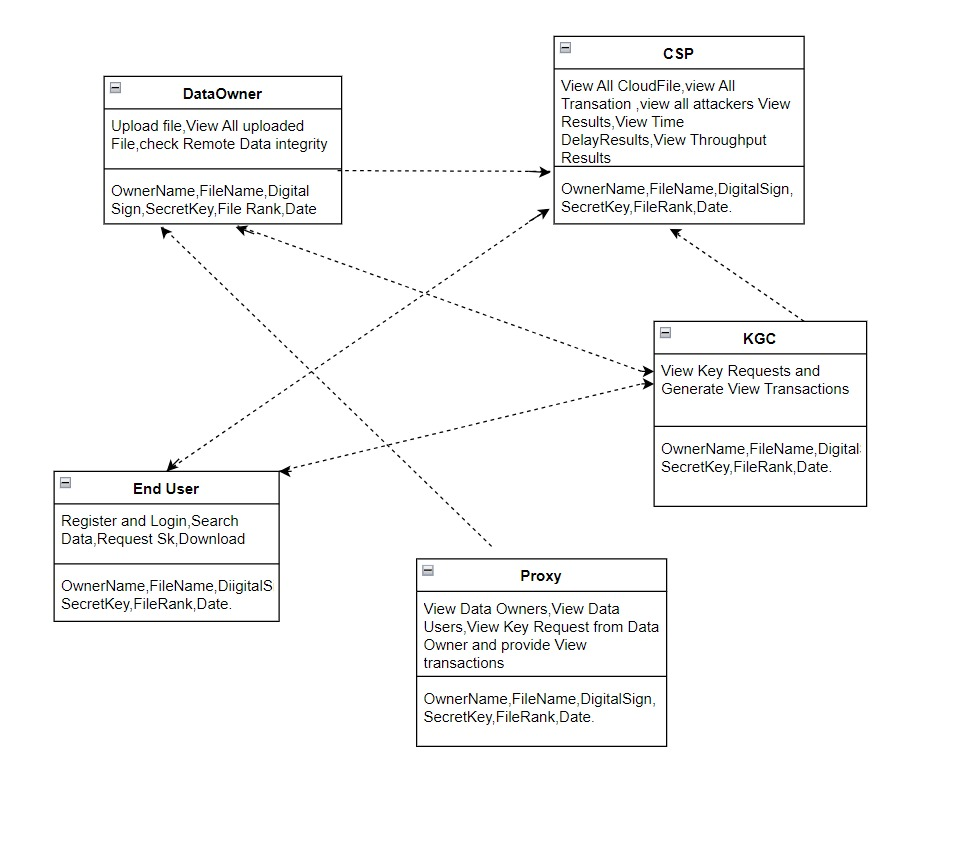 CSP
View All CloudFile,view All
Transation ,view all attackers View
Results,View Time
DelayResults,View Throughput
Results
OwnerName,FileName,DigitalSign,
SecretKey,FileRank,Date.
DataOwner
Upload file,View All uploaded
File,check Remote Data integrity
OwnerName,FileName,Digital
Sign,SecretKey,File Rank,Date
KGC
View Key Requests and
Generate View Transactions
OwnerName,FileName,Digital
SecretKey,FileRank,Date.
End User
Register and Login,Search
Data,Request Sk,Download
OwnerName,FileName,DiigitalS
SecretKey,FileRank,Date.
Proxy
View Data Owners,View Data
Users,View Key Request from Data
Owner and provide View
transactions
OwnerName,FileName,DigitalSign,
SecretKey,FileRank,Date.